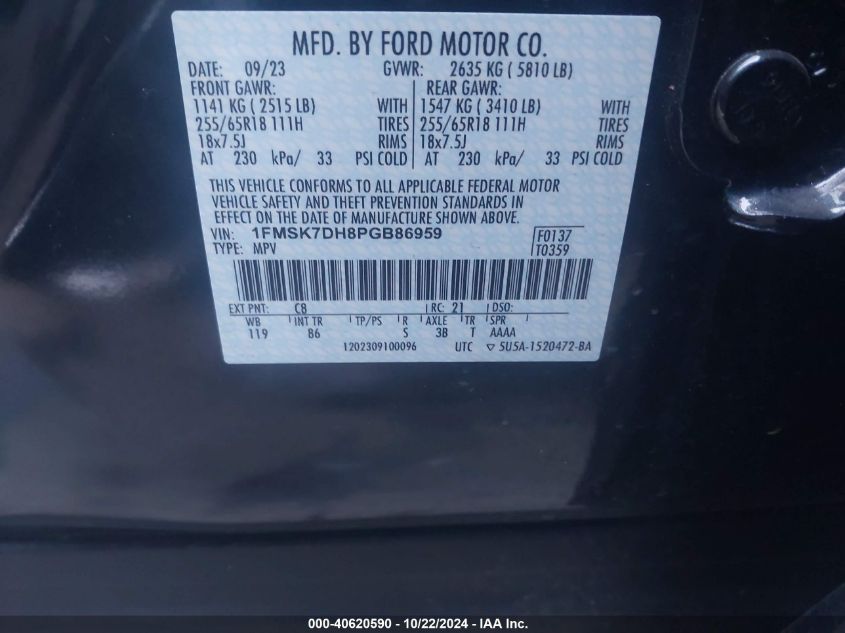 MFD. BY FORD MOTOR CO.
DATE: 09/23 GVWR: 2635 KG ( 5810 LB)
FRONT GAWR: REAR GAWR:
1141 KG ( 2515 LB) WITH 1547 KG ( 3410 LB) WITH
255/65R18 111H TIRES 255/65R18 111H TIRES
18x7.5J RIMS 18x7.5J RIMS
AT 230 kPa/ 33 PSI COLD AT 230 kPa/ 33 PSI COLD
THIS VEHICLE CONFORMS TO ALL APPLICABLE FEDERAL MOTOR
VEHICLE SAFETY AND THEFT PREVENTION STANDARDS IN
EFFECT ON THE DATE OF MANUFACTURE SHOWN ABOVE.
VIN: 1FMSK7DH8PGB86959 F0137
TYPE: MPV T0359
EXT PNT: C8 RC: 21 DSO:
WB INT TR TP/PS R AXLE TR SPR
119 86 S 3B T AAAA
1202309100096 UTC ▽ 5U5A-1520472-BA
000-40620590 - 10/22/2024 - IAA Inc.